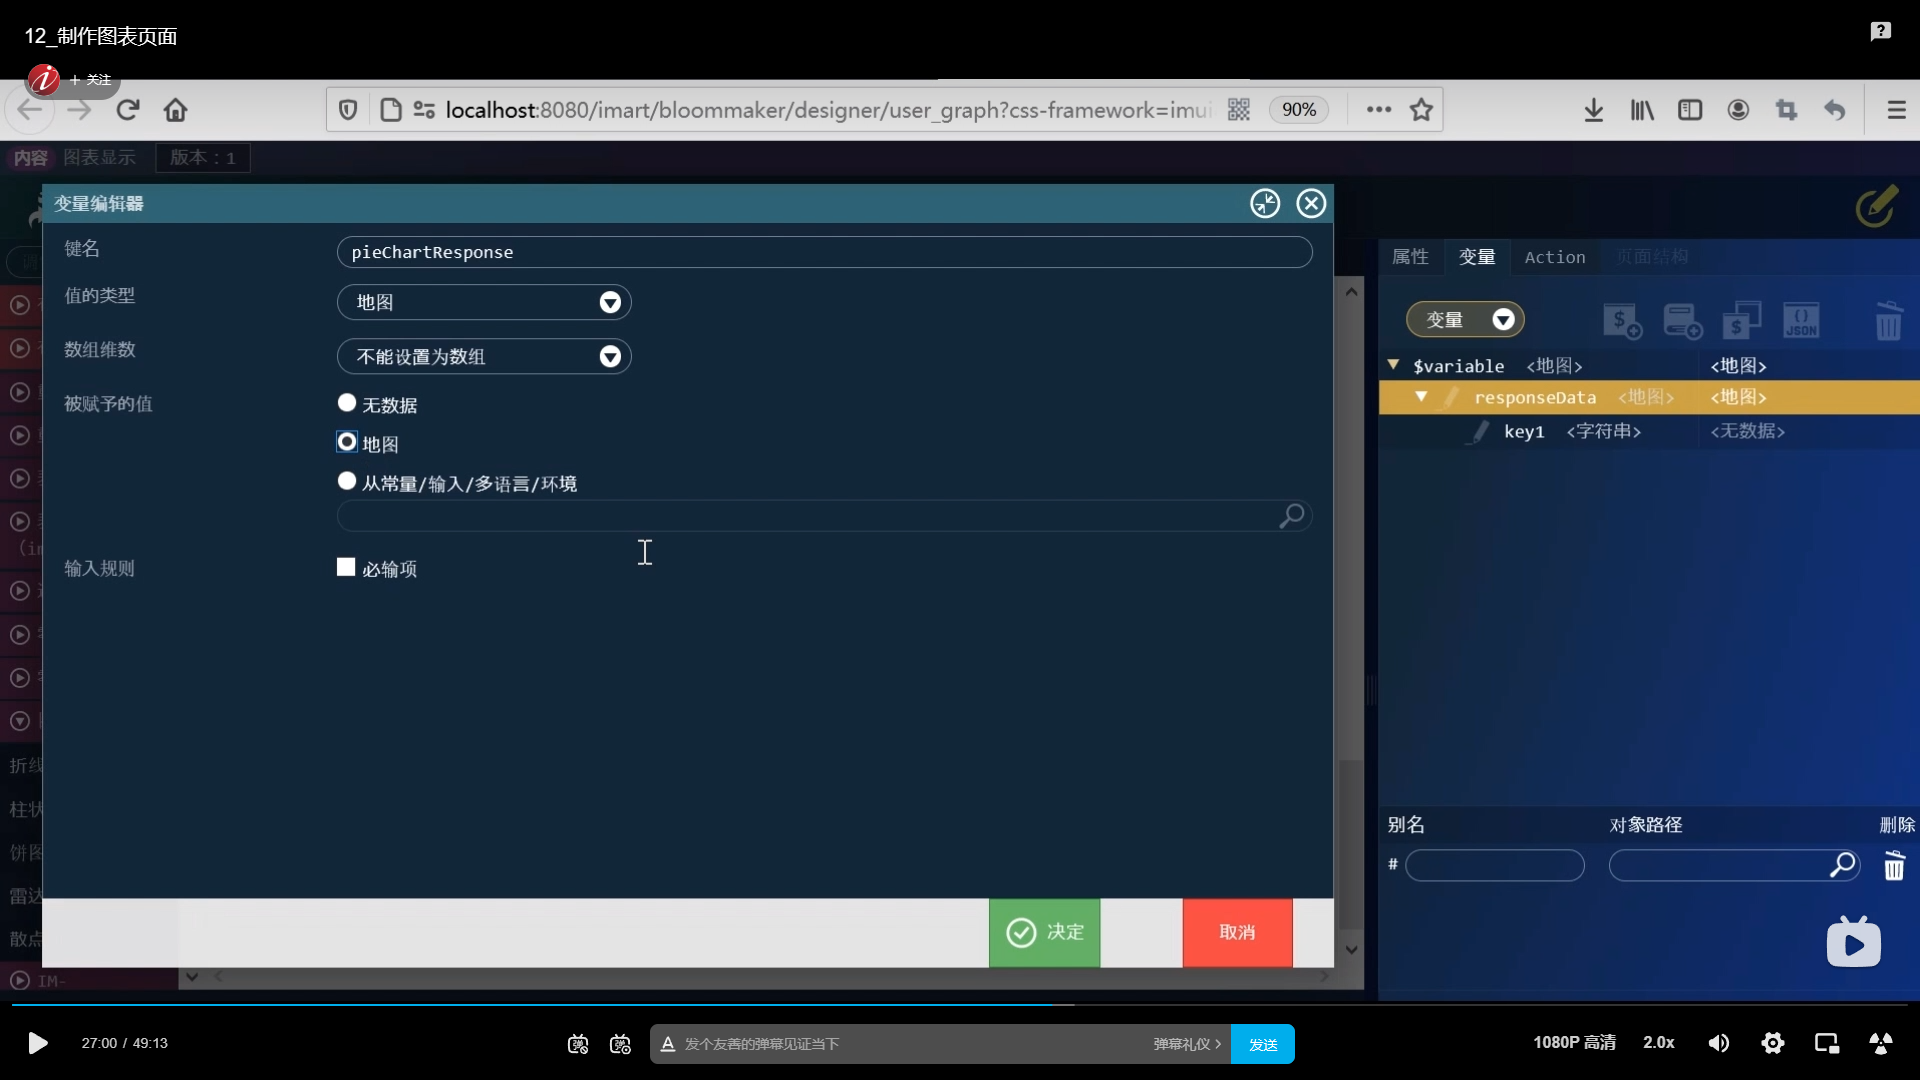 12_制作图表页面
+ 关注
localhost:8080/imart/bloommaker/designer/user_graph?css-framework=imui
90%
内容 图表显示 版本：1
变量编辑器
键名 pieChartResponse
值的类型 地图
数组维数 不能设置为数组
被赋予的值 无数据
地图
从常量/输入/多语言/环境
输入规则 必输项
决定 取消
属性 变量 Action 页面结构
变量
JSON
$variable <地图> <地图>
responseData <地图> <地图>
key1 <字符串> <无数据>
别名 对象路径 删除
#
(im
折线
柱状
饼图
雷达
散点
IM-
27:00 / 49:13
发个友善的弹幕见证当下
弹幕礼仪 >
发送
1080P 高清
2.0x